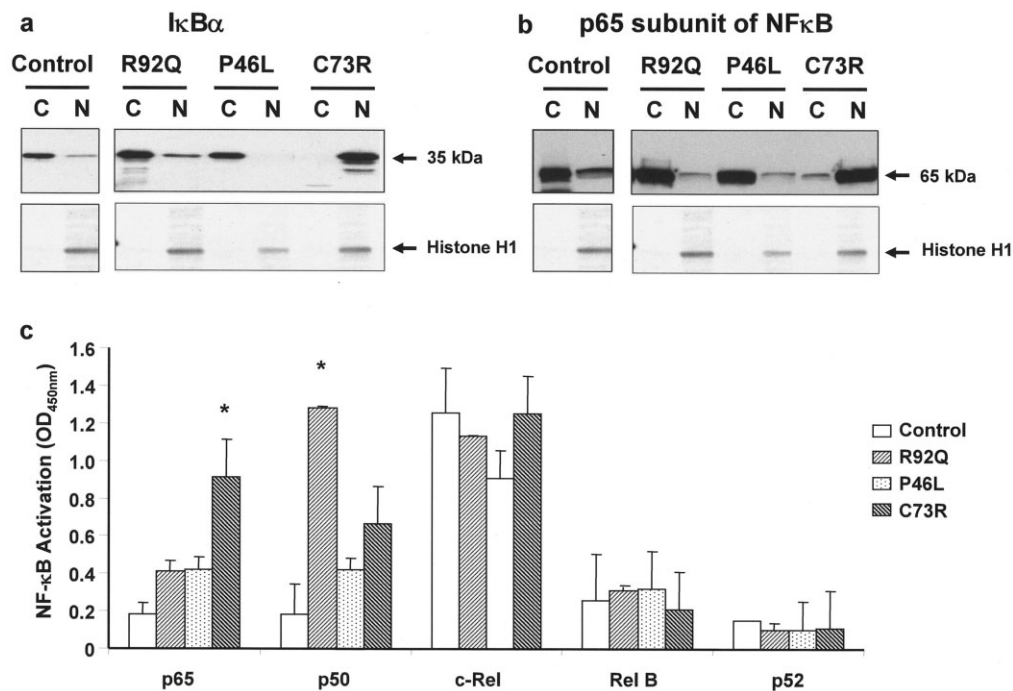 a IκBα
Control R92Q P46L C73R
C N C N C N C N
35 kDa
Histone H1
b p65 subunit of NFκB
Control R92Q P46L C73R
C N C N C N C N
65 kDa
Histone H1
c
NF-κB Activation (OD450nm)
1.6
1.4
1.2
1.0
0.8
0.6
0.4
0.2
0
* *
Control
R92Q
P46L
C73R
p65 p50 c-Rel Rel B p52